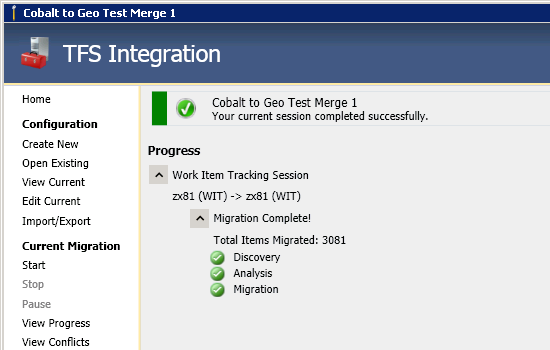 Cobalt to Geo Test Merge 1
TFS Integration
Home
Configuration
Create New
Open Existing
View Current
Edit Current
Import/Export
Current Migration
Start
Stop
Pause
View Progress
View Conflicts
Cobalt to Geo Test Merge 1
Your current session completed successfully.
Progress
Work Item Tracking Session
zx81 (WIT) -> zx81 (WIT)
Migration Complete!
Total Items Migrated: 3081
Discovery
Analysis
Migration